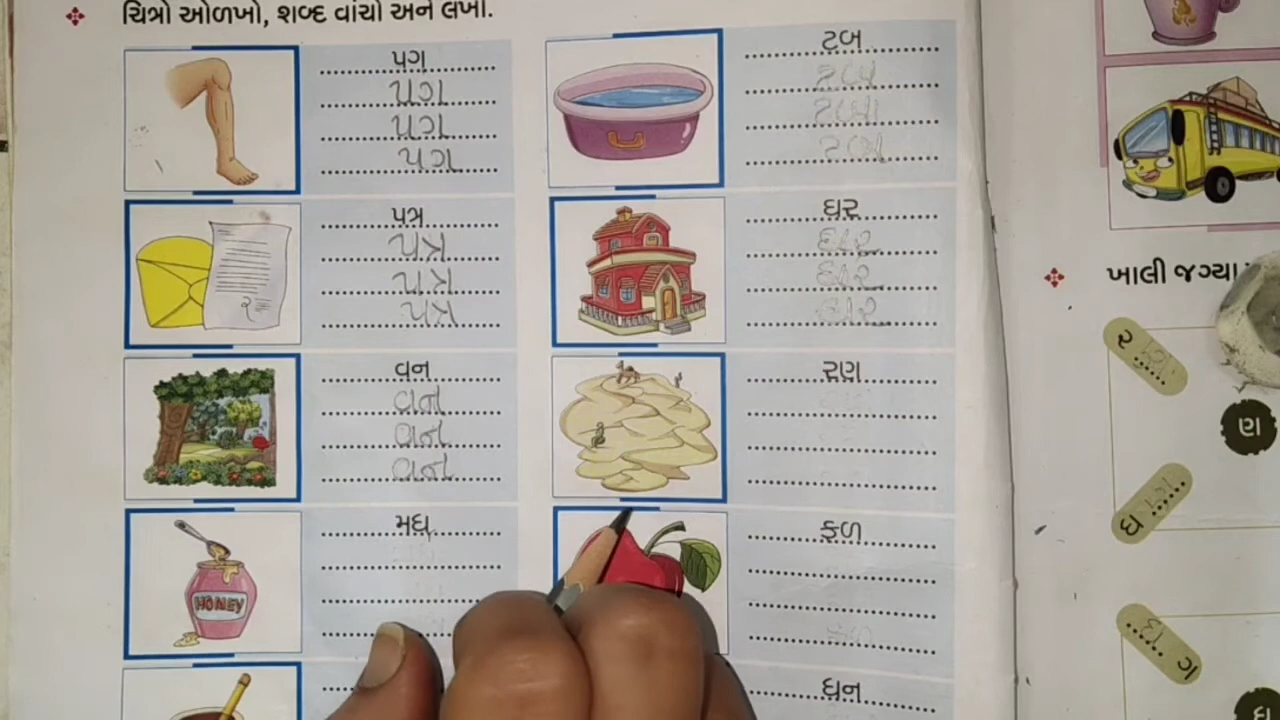 ચિત્રો ઓળખો, શબ્દ વાંચો અને લખો.
પગ
પગ
પગ
પગ
ટબ
ટબ
ટબ
ટબ
પત્ર
પત્ર
પત્ર
પત્ર
ઘર
ઘર
ઘર
ઘર
વન
વન
વન
વન
રણ
મધ
HONEY
ફળ
ધન
ખાલી જગ્યા
ર
ણ
ઘ
ગ
ઘ